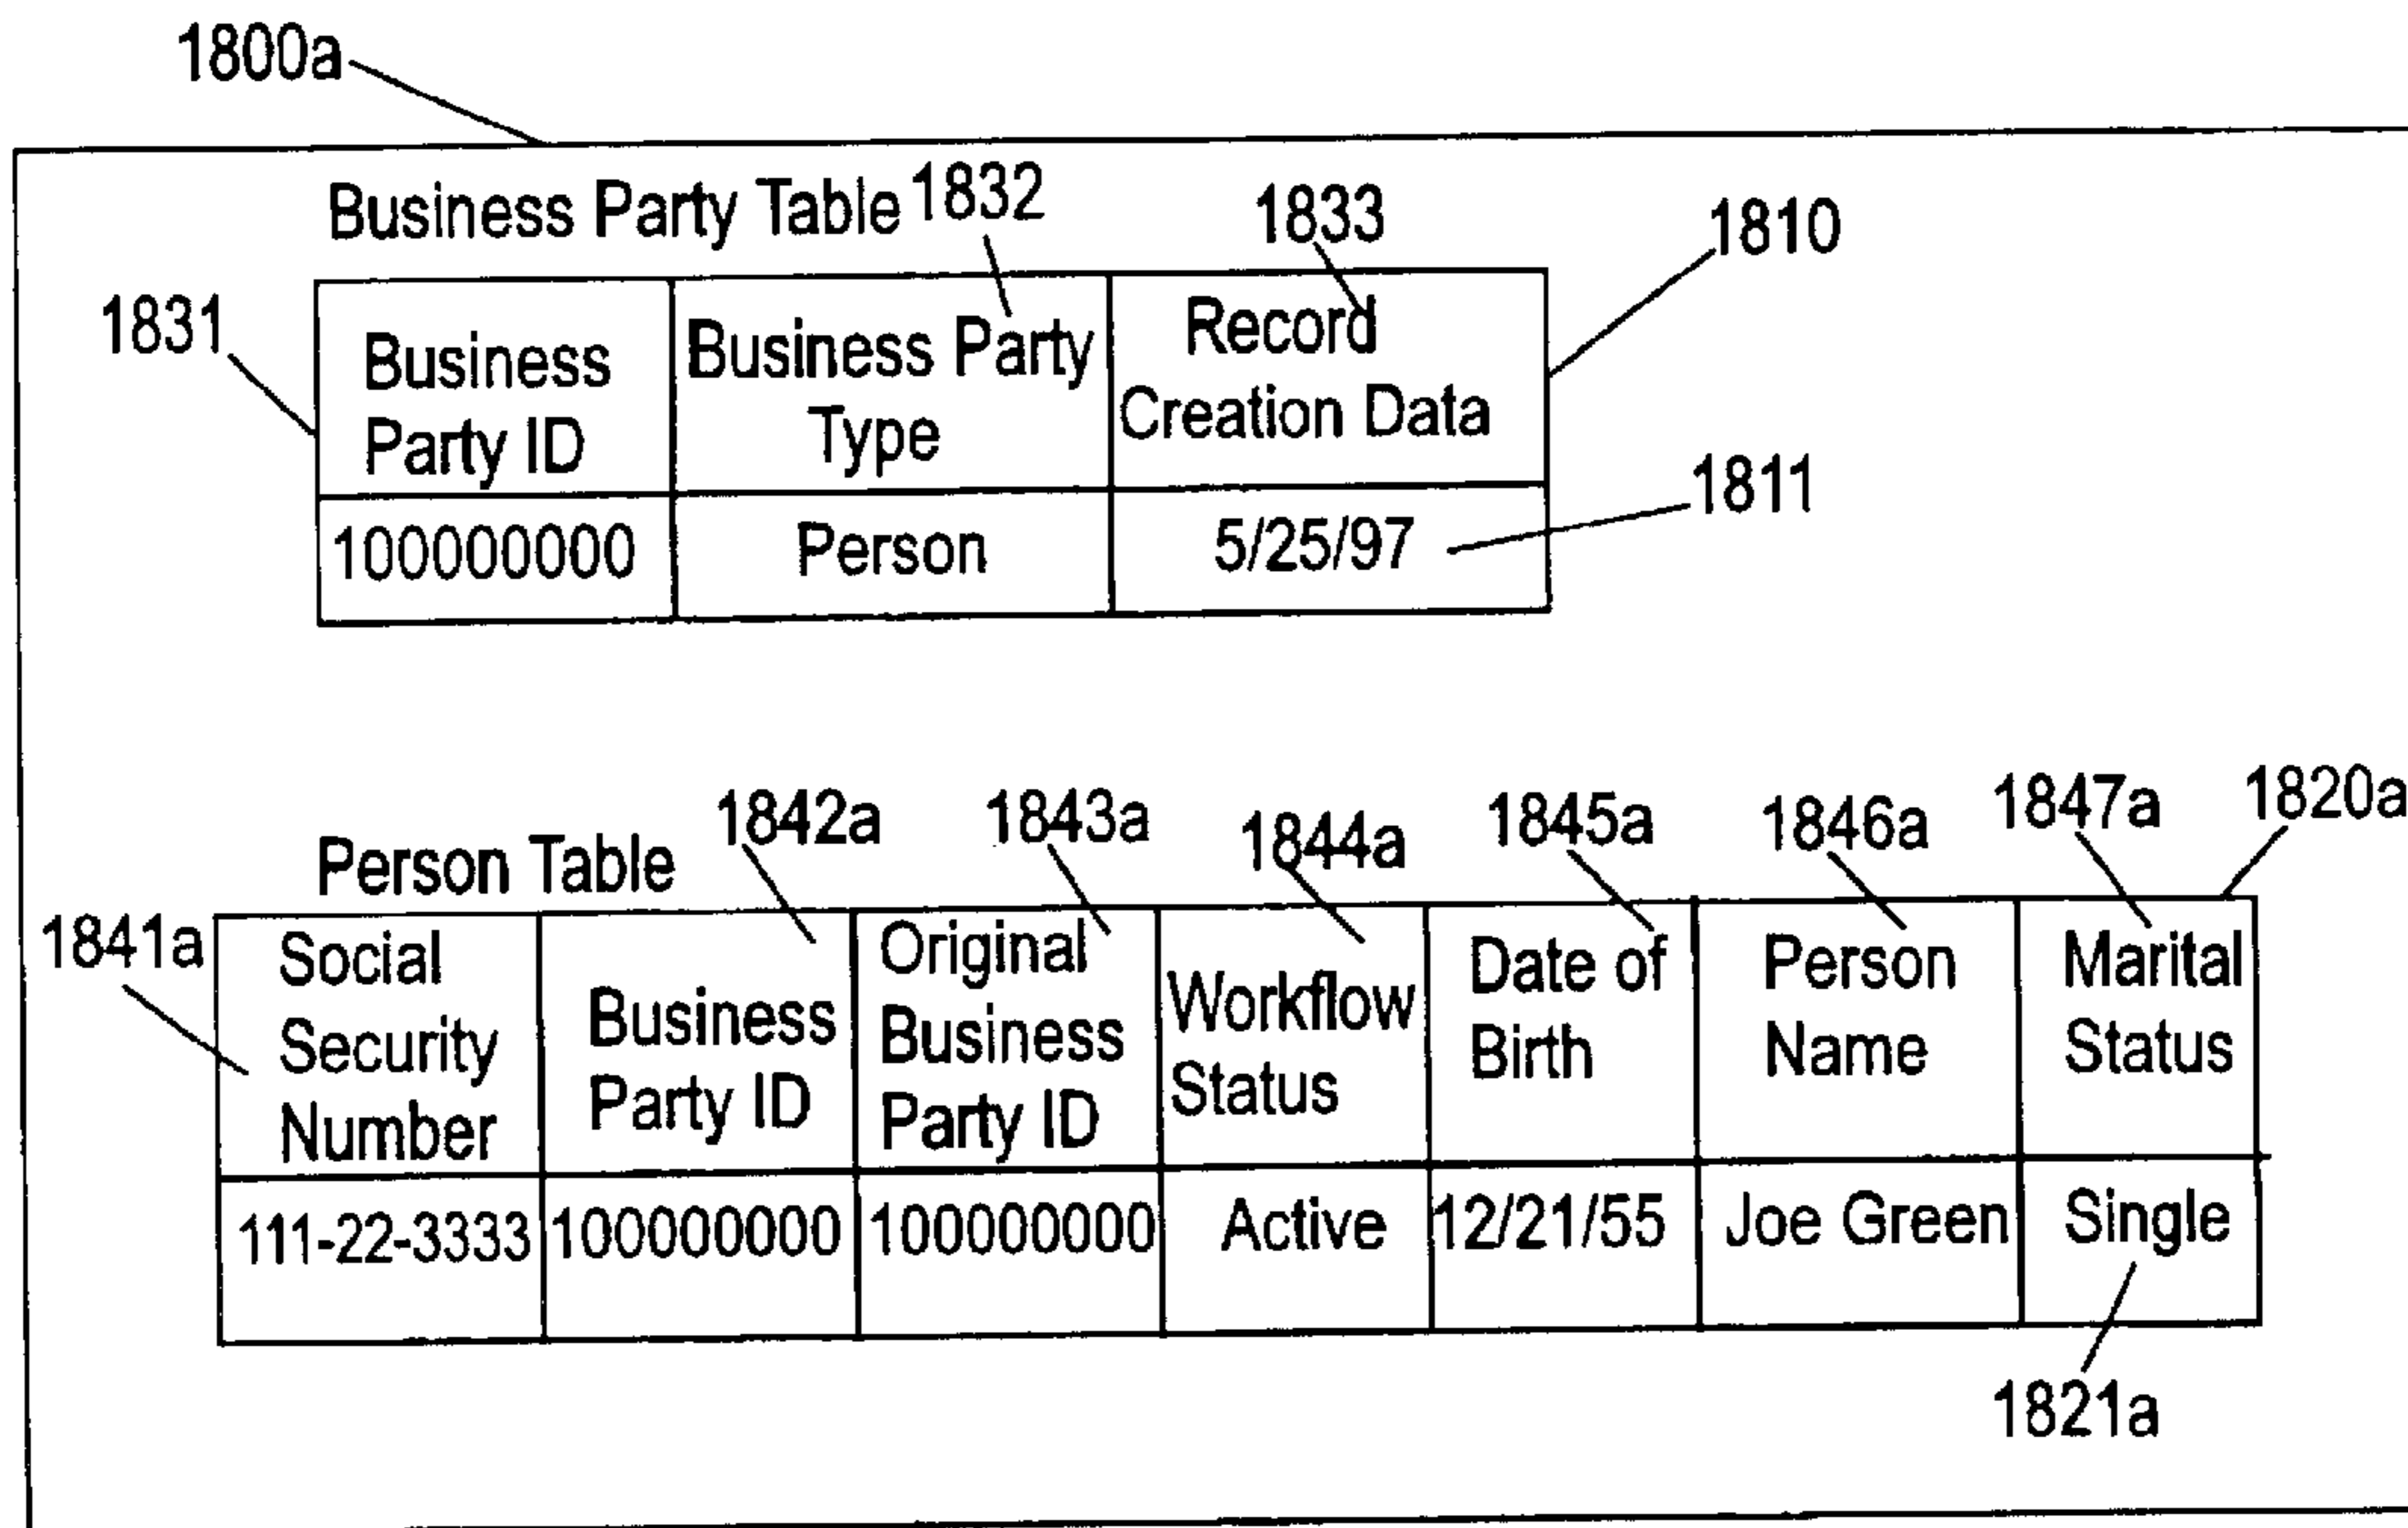 1800a
Business Party Table 1832 1833 1810
1831
Business Party ID
Business Party Type
Record Creation Data
1811
100000000 Person 5/25/97
Person Table 1842a 1843a 1844a 1845a 1846a 1847a 1820a
1841a
Social Security Number
Business Party ID
Original Business Party ID
Workflow Status
Date of Birth
Person Name
Marital Status
111-22-3333 100000000 100000000 Active 12/21/55 Joe Green Single
1821a